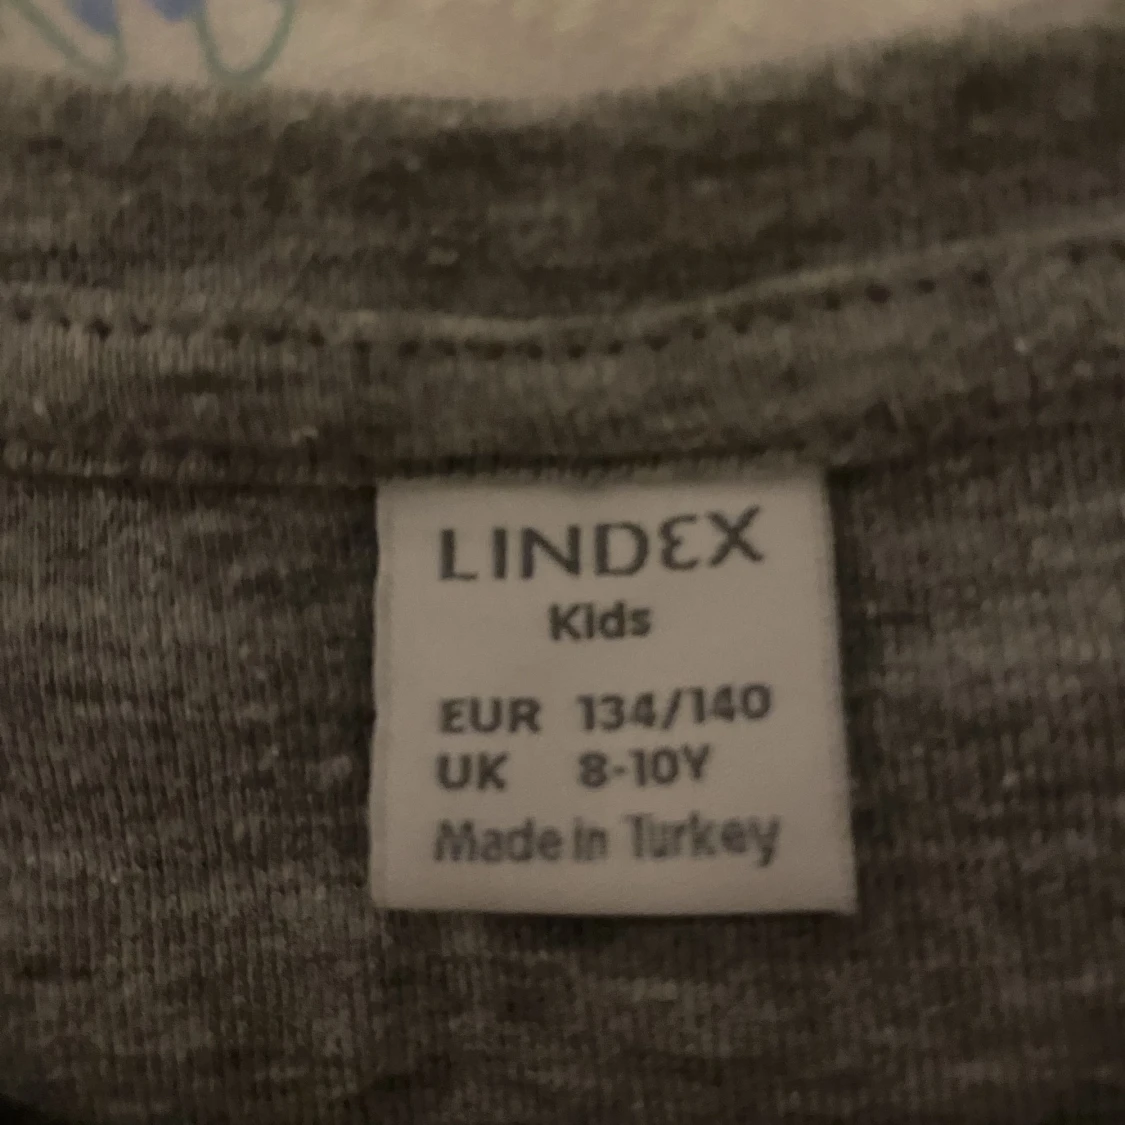 LINDEX
Kids
EUR 134/140
UK 8-10Y
Made in Turkey